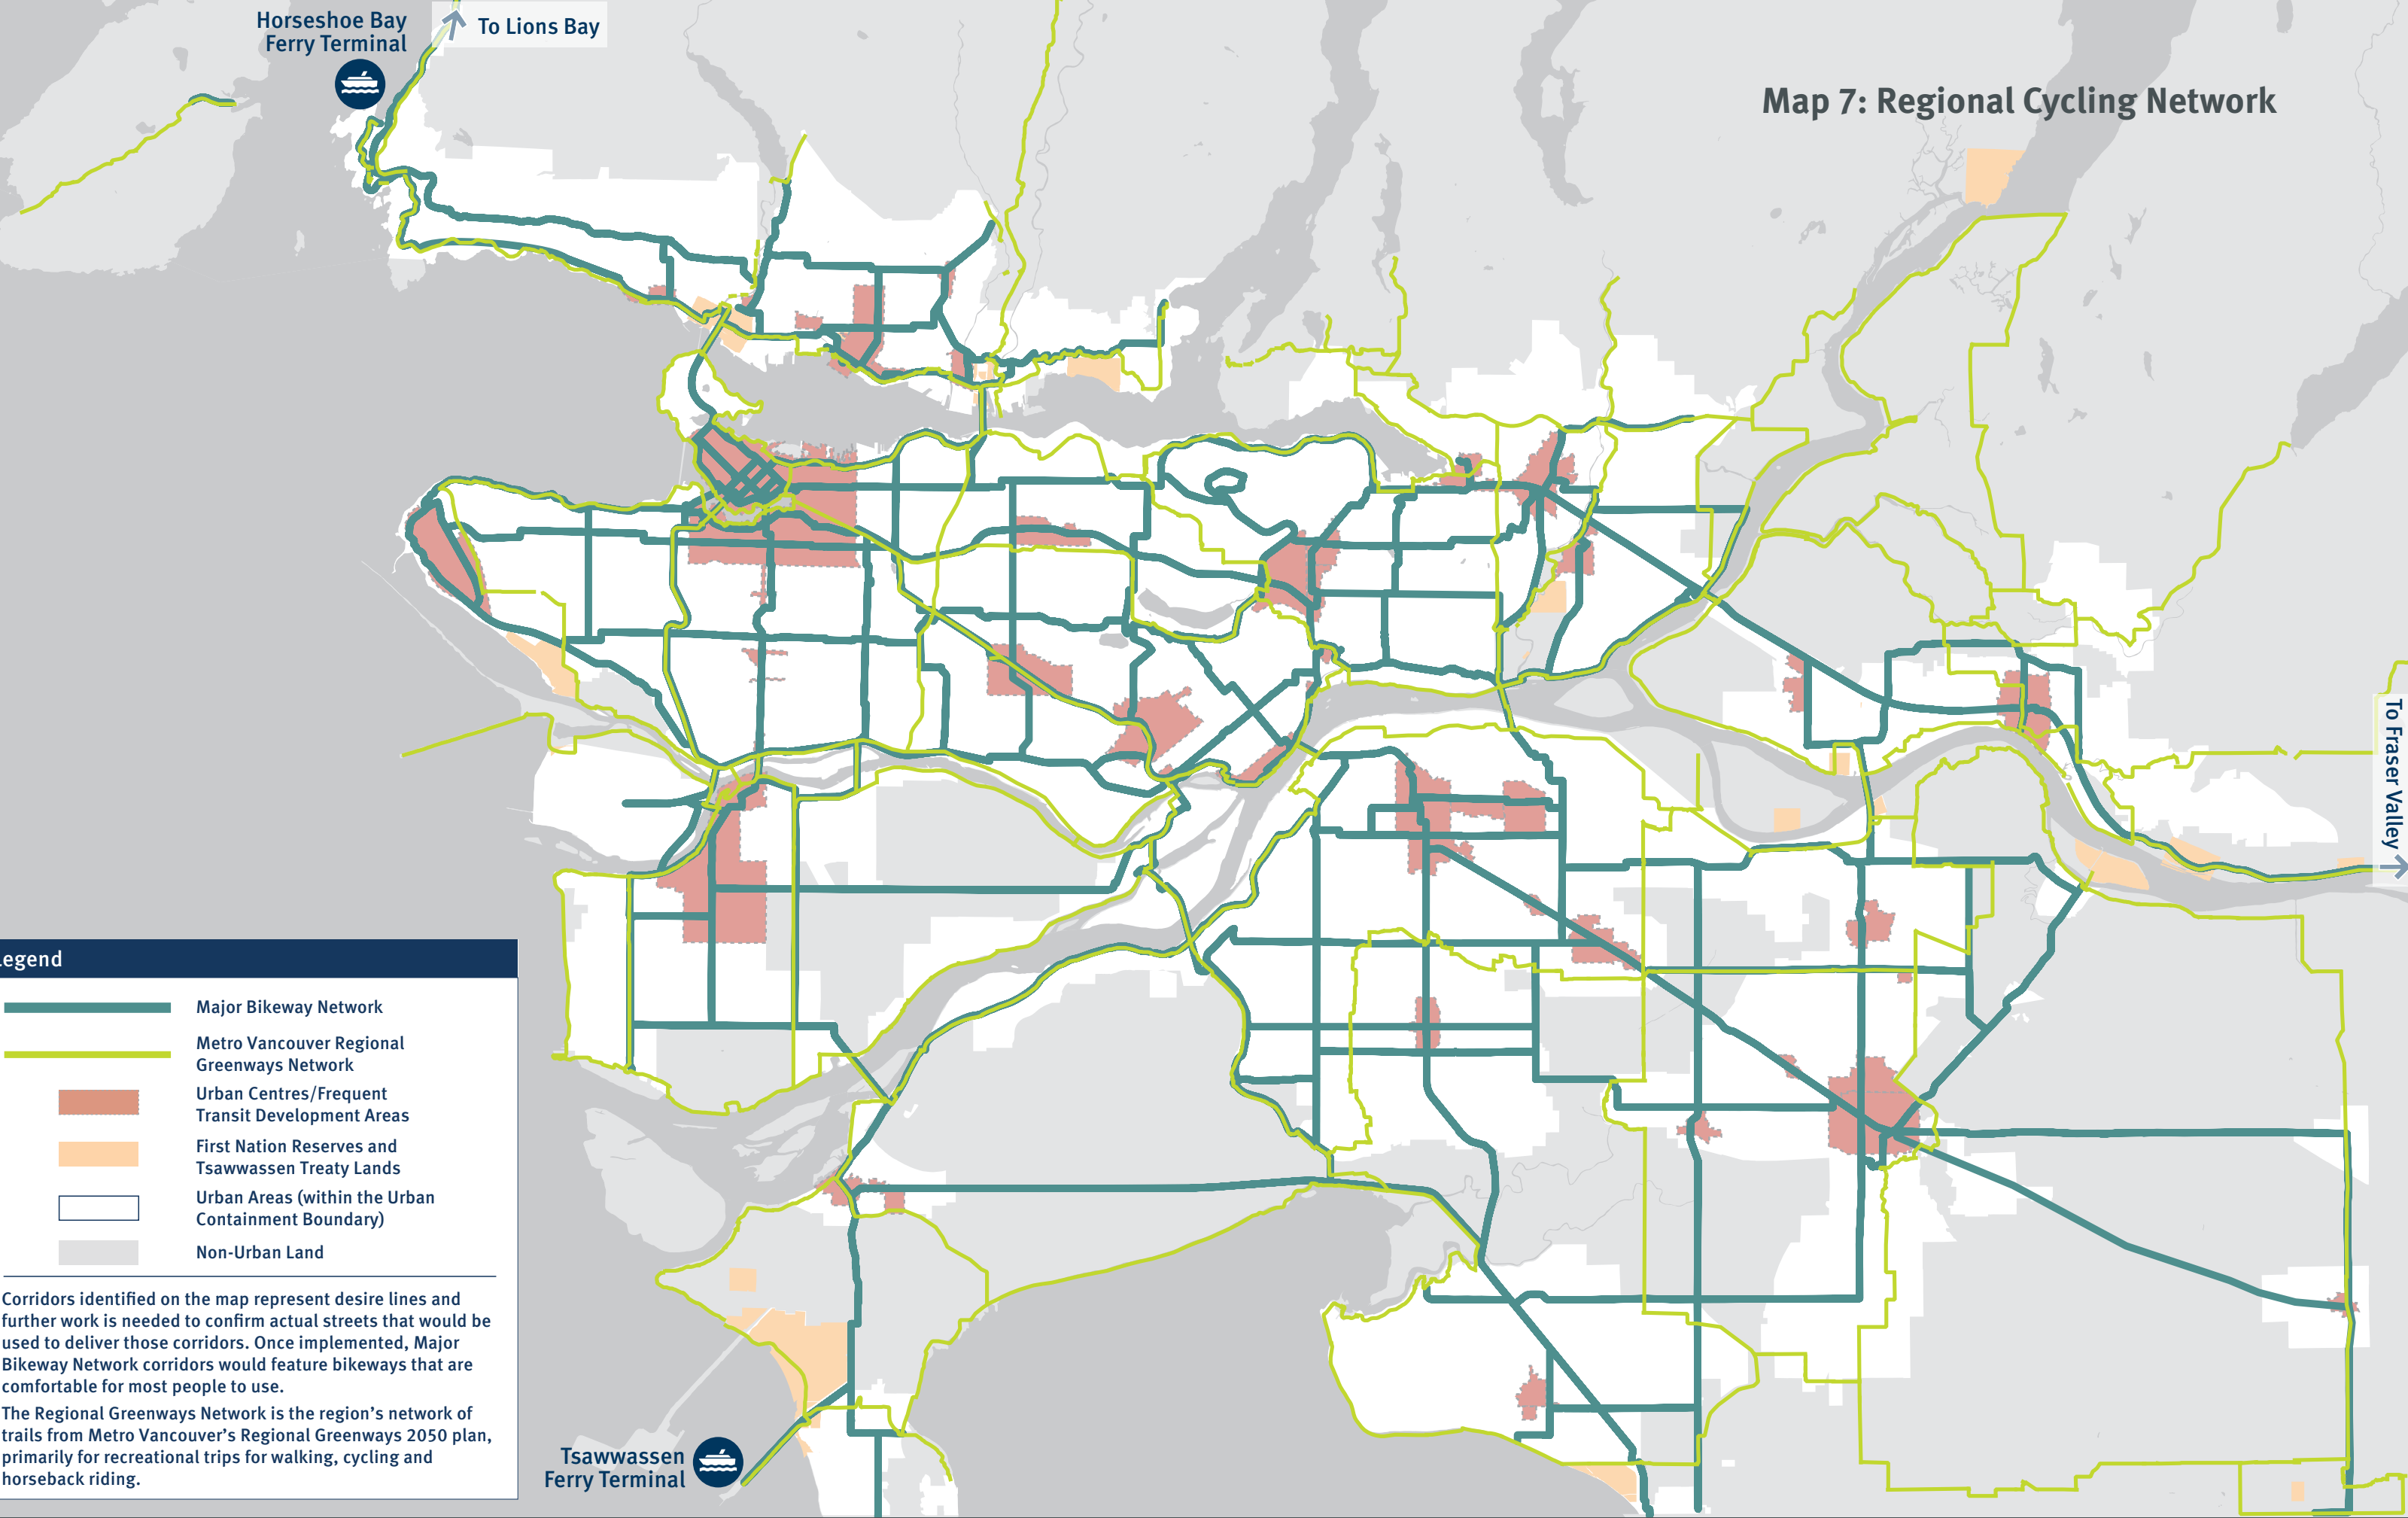 Horseshoe Bay
Ferry Terminal
To Lions Bay
Map 7: Regional Cycling Network
To Fraser Valley
Legend
Major Bikeway Network
Metro Vancouver Regional
Greenways Network
Urban Centres/Frequent
Transit Development Areas
First Nation Reserves and
Tsawwassen Treaty Lands
Urban Areas (within the Urban
Containment Boundary)
Non-Urban Land
Corridors identified on the map represent desire lines and
further work is needed to confirm actual streets that would be
used to deliver those corridors. Once implemented, Major
Bikeway Network corridors would feature bikeways that are
comfortable for most people to use.
The Regional Greenways Network is the region's network of
trails from Metro Vancouver's Regional Greenways 2050 plan,
primarily for recreational trips for walking, cycling and
horseback riding.
Tsawwassen
Ferry Terminal